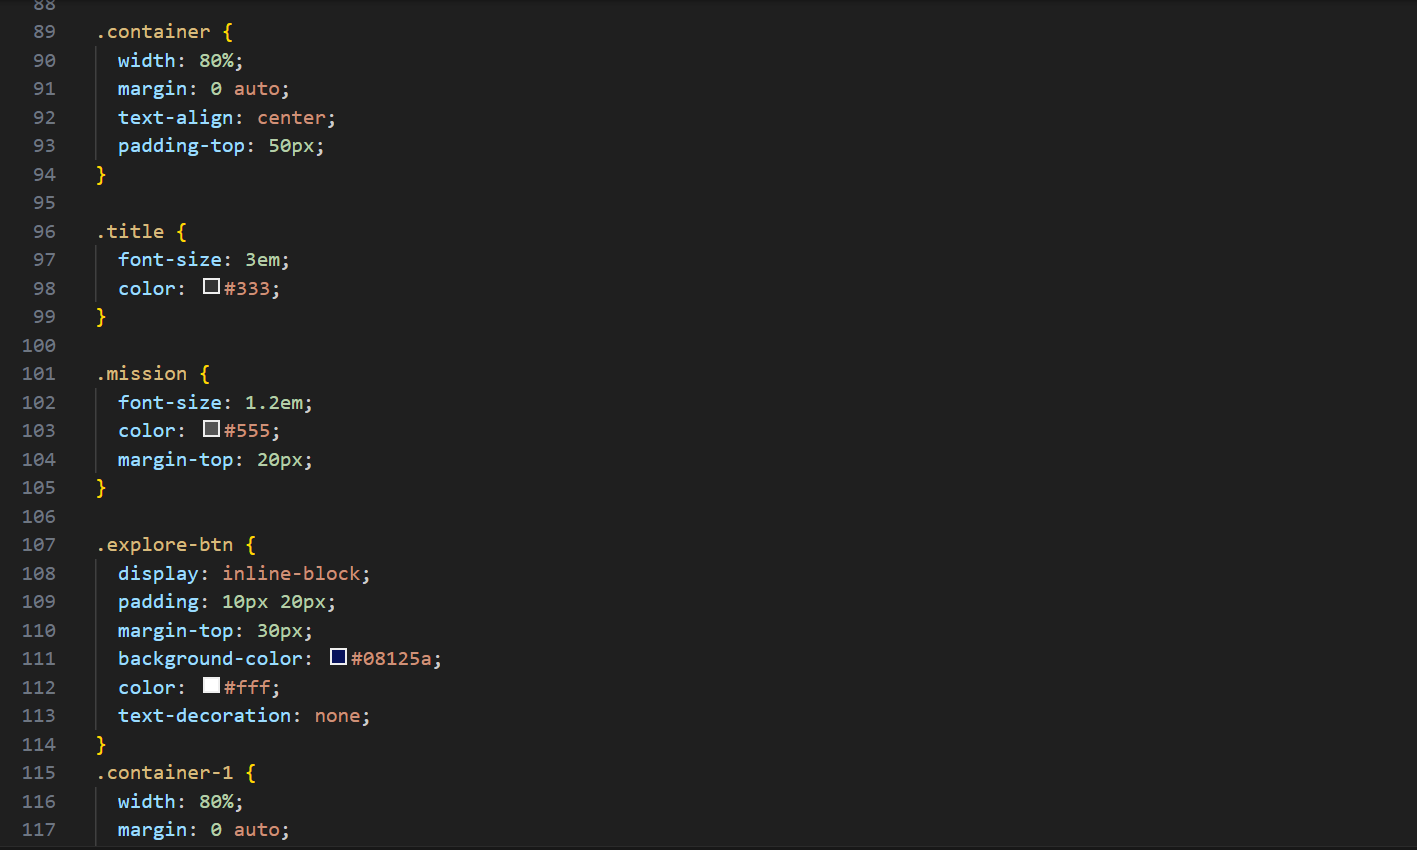 88
89 .container {
90 width: 80%;
91 margin: 0 auto;
92 text-align: center;
93 padding-top: 50px;
94 }
95
96 .title {
97 font-size: 3em;
98 color: #333;
99 }
100
101 .mission {
102 font-size: 1.2em;
103 color: #555;
104 margin-top: 20px;
105 }
106
107 .explore-btn {
108 display: inline-block;
109 padding: 10px 20px;
110 margin-top: 30px;
111 background-color: #08125a;
112 color: #fff;
113 text-decoration: none;
114 }
115 .container-1 {
116 width: 80%;
117 margin: 0 auto;